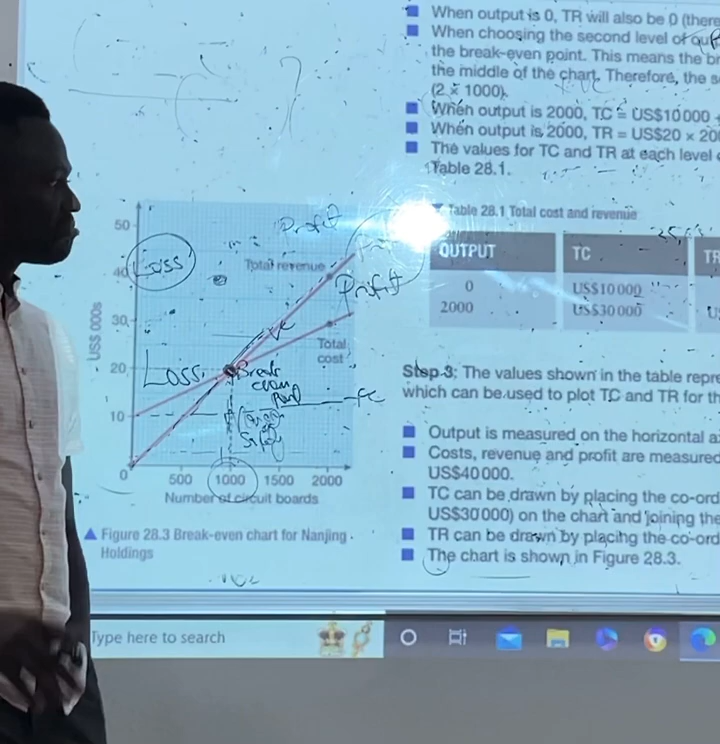 When output is 0, TR will also be 0 (there
When choosing the second level of
the break-even point. This means the
the middle of the chart. Therefore, the
(2 × 1000).
When output is 2000, TC = US$10000
When output is 2000, TR = US$20 ×
The values for TC and TR at each level
Table 28.1.
Table 28.1 Total cost and revenue
OUTPUT TC TR
0 US$10000
2000 US$30000
Step 3: The values shown in the table
which can be used to plot TC and TR for
Output is measured on the horizontal
Costs, revenue and profit are measured
US$40000.
TC can be drawn by placing the co-ord
US$30000) on the chart and joining the
TR can be drawn by placing the co-ord
The chart is shown in Figure 28.3.
US$ 000s
50
40
30
20
10
0
500 1000 1500 2000
Number of circuit boards
Total revenue
Total cost
Profit
Loss
Profit
Loss
Break
even
FC
Figure 28.3 Break-even chart for Nanjing
Holdings
Type here to search